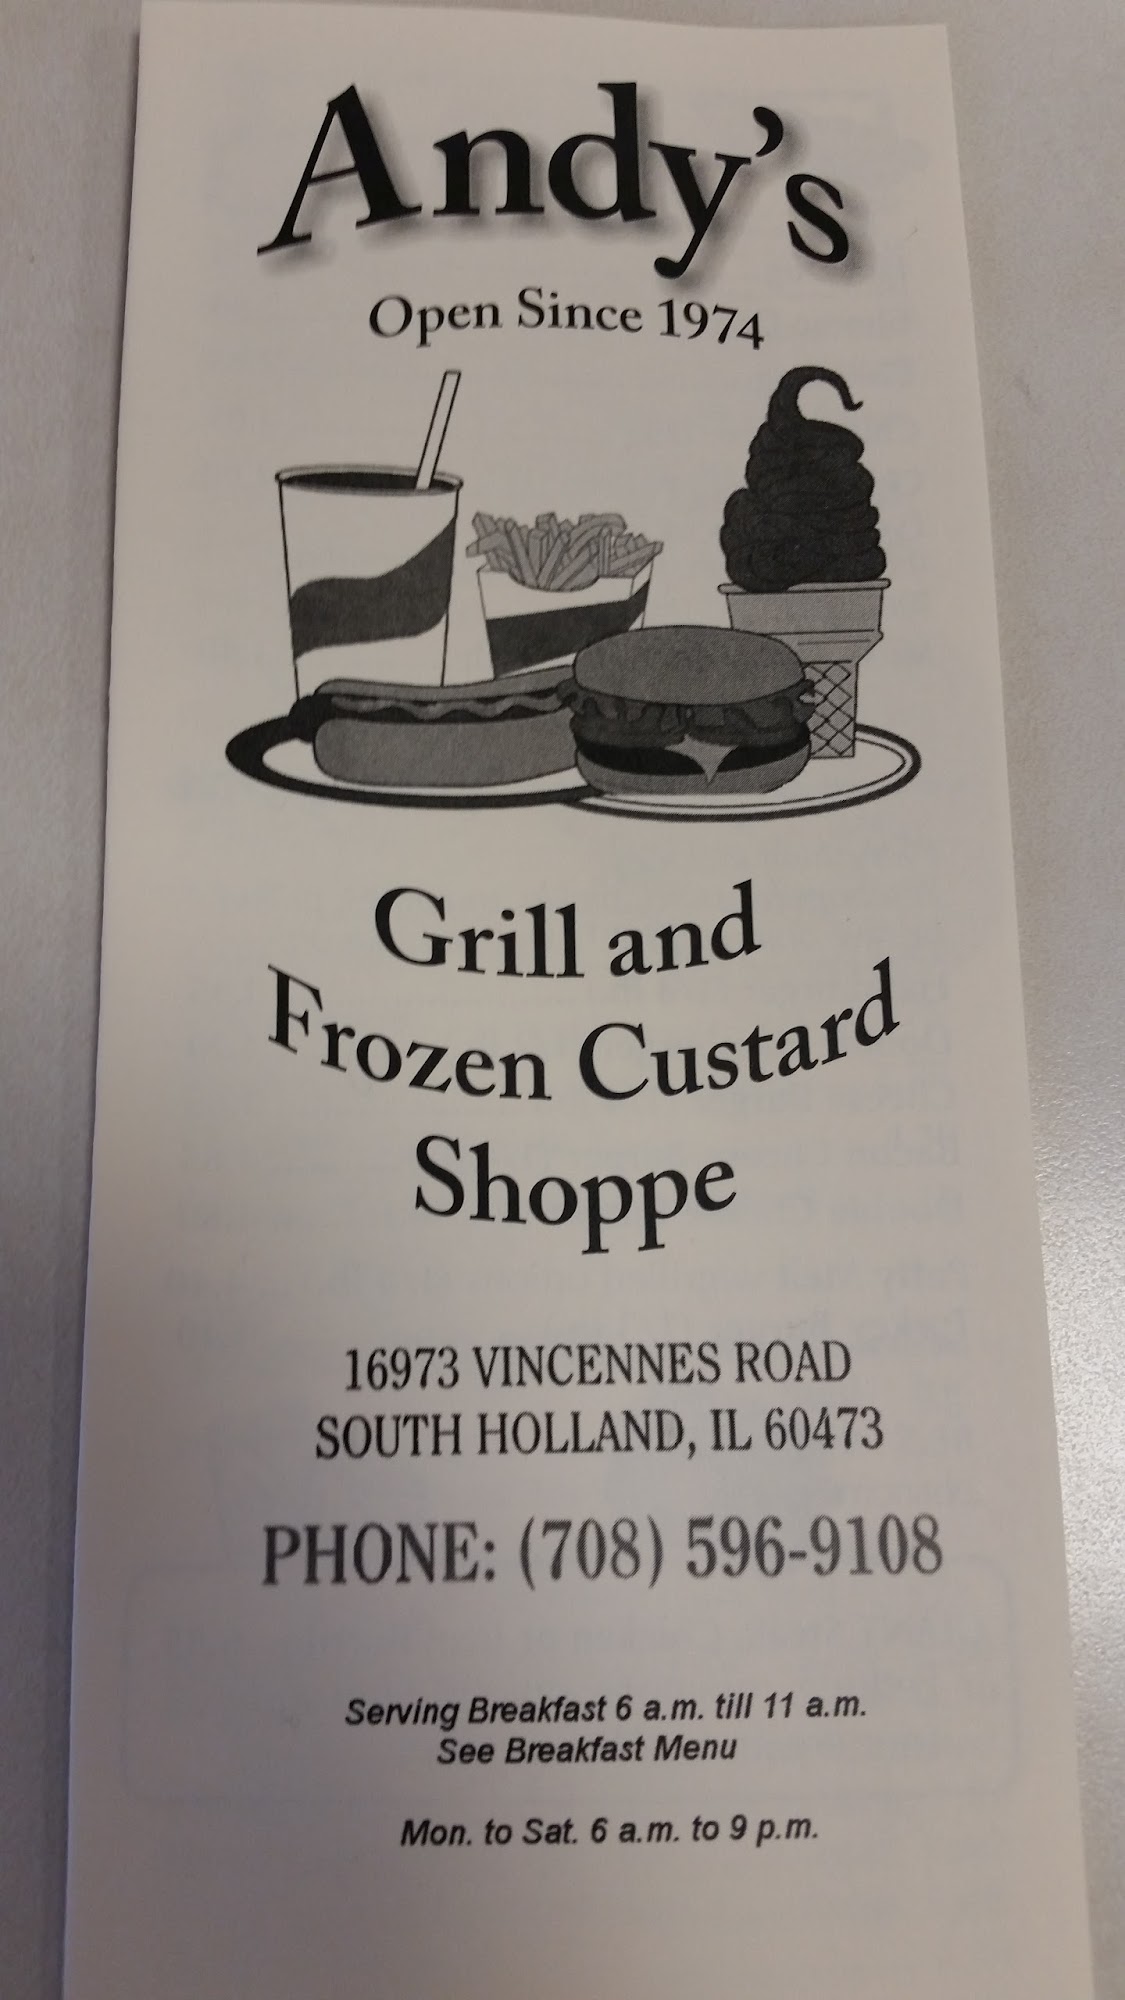 Andy's
Open Since 1974
Grill and
Frozen Custard
Shoppe
16973 VINCENNES ROAD
SOUTH HOLLAND, IL 60473
PHONE: (708) 596-9108
Serving Breakfast 6 a.m. till 11 a.m.
See Breakfast Menu
Mon. to Sat. 6 a.m. to 9 p.m.